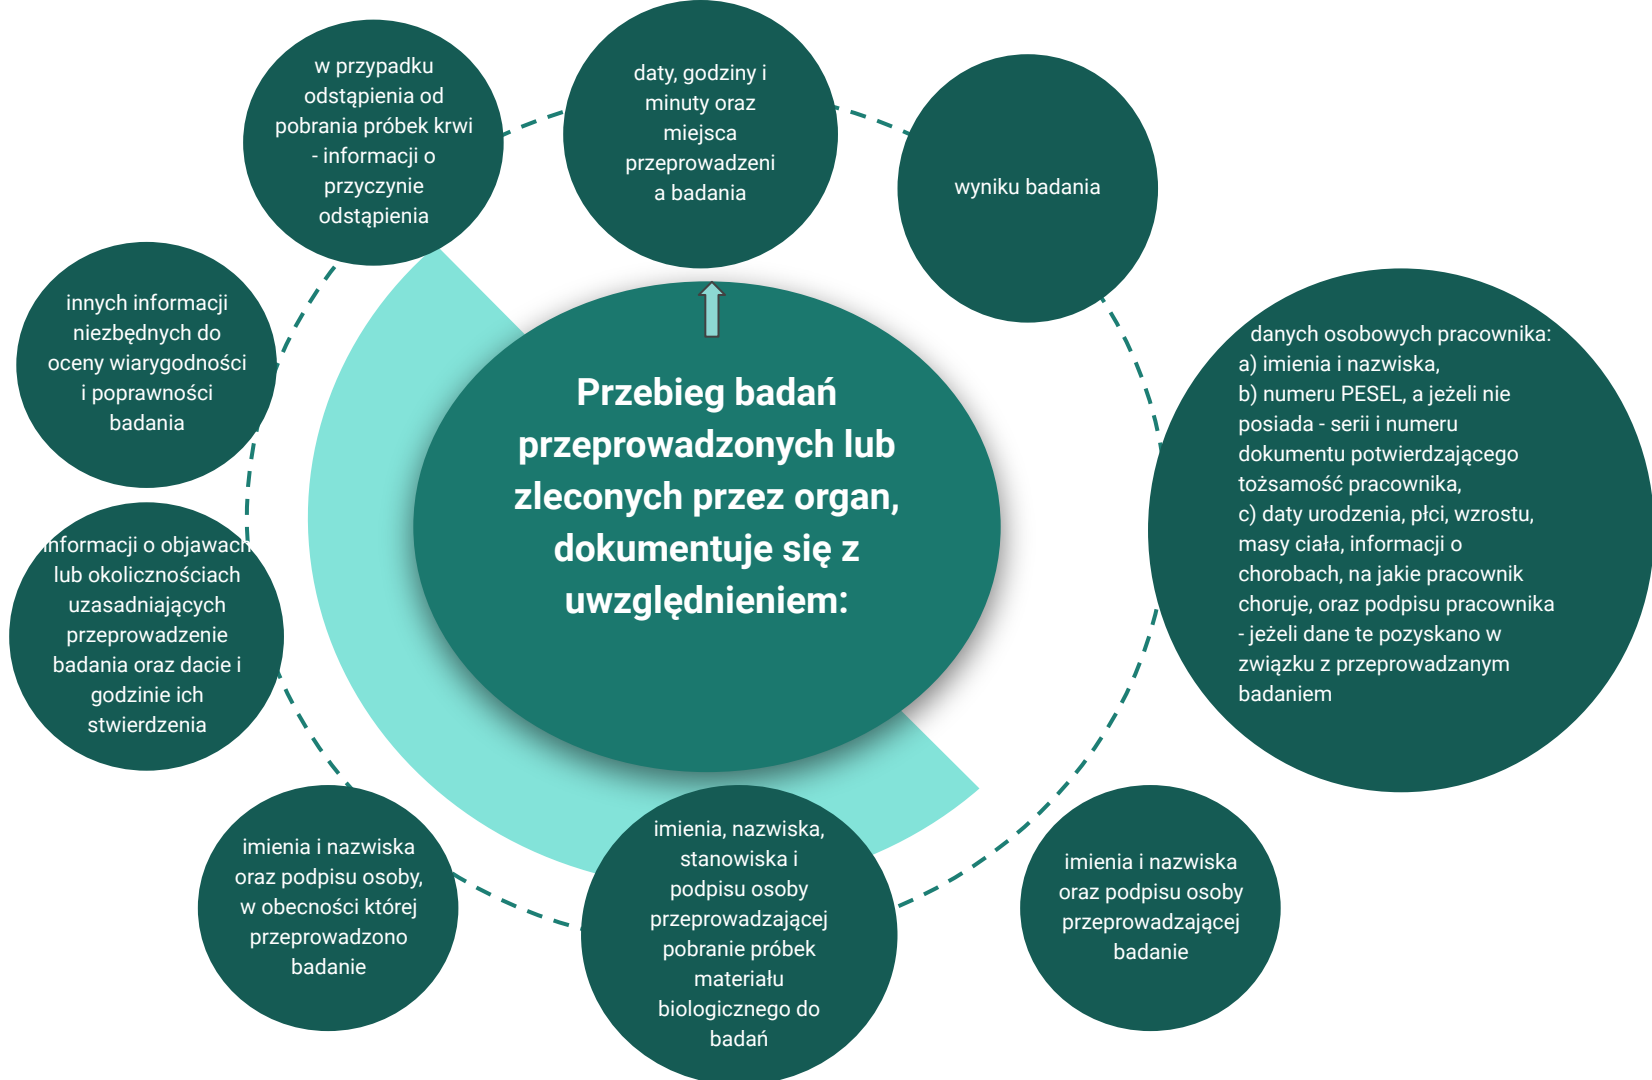 Przebieg badań
przeprowadzonych lub
zleconych przez organ,
dokumentuje się z
uwzględnieniem:
daty, godziny i
minuty oraz
miejsca
przeprowadzeni
a badania
wyniku badania
danych osobowych pracownika:
a) imienia i nazwiska,
b) numeru PESEL, a jeżeli nie
posiada - serii i numeru
dokumentu potwierdzającego
tożsamość pracownika,
c) daty urodzenia, płci, wzrostu,
masy ciała, informacji o
chorobach, na jakie pracownik
choruje, oraz podpisu pracownika
- jeżeli dane te pozyskano w
związku z przeprowadzanym
badaniem
imienia i nazwiska
oraz podpisu osoby
przeprowadzającej
badanie
imienia, nazwiska,
stanowiska i
podpisu osoby
przeprowadzającej
pobranie próbek
materiału
biologicznego do
badań
imienia i nazwiska
oraz podpisu osoby,
w obecności której
przeprowadzono
badanie
informacji o objawach
lub okolicznościach
uzasadniających
przeprowadzenie
badania oraz dacie i
godzinie ich
stwierdzenia
innych informacji
niezbędnych do
oceny wiarygodności
i poprawności
badania
w przypadku
odstąpienia od
pobrania próbek krwi
- informacji o
przyczynie
odstąpienia